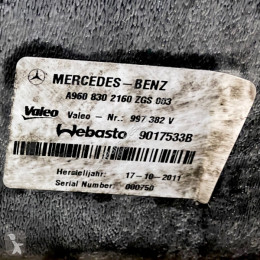 MERCEDES-BENZ
A960 830 2160 ZGS 003
Valeo Valeo - Nr.: 997 382 V
Webasto 9017533B
Herstelljahr: 17-10-2011
Serial Number: 000750